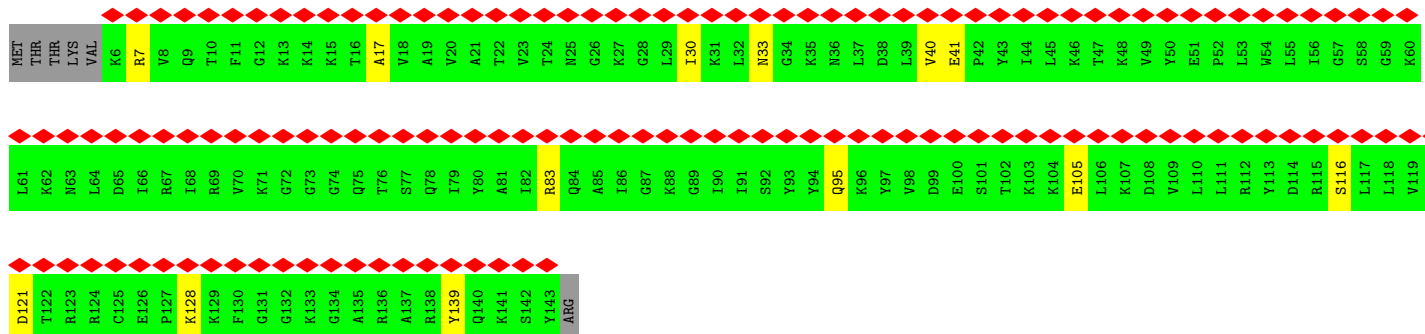 MET THR THR LYS VAL K6 R7 V8 Q9 T10 F11 G12 K13 K14 K15 T16 A17 V18 A19 V20 A21 T22 V23 T24 N25 G26 K27 G28 L29 I30 K31 L32 N33 G34 K35 N36 L37 D38 L39 V40 E41 P42 Y43 I44 L45 K46 T47 K48 V49 Y50 E51 P52 L53 W54 L55 I56 G57 S58 G59 K60
L61 K62 N63 L64 D65 I66 R67 I68 R69 V70 K71 G72 G73 G74 Q75 T76 S77 Q78 I79 Y80 A81 I82 R83 Q84 A85 I86 G87 K88 G89 I90 I91 S92 Y93 Y94 Q95 K96 Y97 V98 D99 E100 S101 T102 K103 K104 E105 L106 K107 D108 V109 L110 L111 R112 Y113 D114 R115 S116 L117 L118 V119
D121 T122 R123 R124 C125 E126 P127 K128 K129 F130 G131 G132 K133 G134 A135 R136 A137 R138 Y139 Q140 K141 S142 Y143 ARG